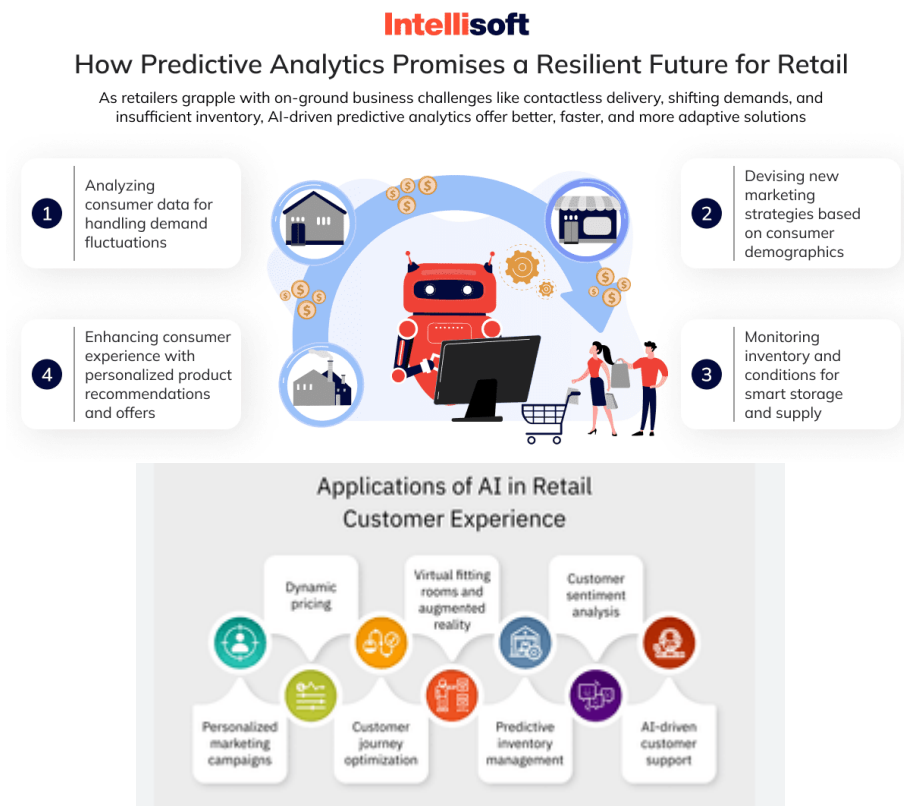 Intellisoft
How Predictive Analytics Promises a Resilient Future for Retail
As retailers grapple with on-ground business challenges like contactless delivery, shifting demands, and
insufficient inventory, AI-driven predictive analytics offer better, faster, and more adaptive solutions
1
Analyzing
consumer data for
handling demand
fluctuations
2
Devising new
marketing
strategies based
on consumer
demographics
4
Enhancing consumer
experience with
personalized product
recommendations
and offers
3
Monitoring
inventory and
conditions for
smart storage
and supply
$
$
$
$
$
$
$
$
$
$
$
$
Applications of AI in Retail
Customer Experience
Dynamic
pricing
Virtual fitting
rooms and
augmented
reality
Customer
sentiment
analysis
Personalized
marketing
campaigns
Customer
journey
optimization
Predictive
inventory
management
AI-driven
customer
support